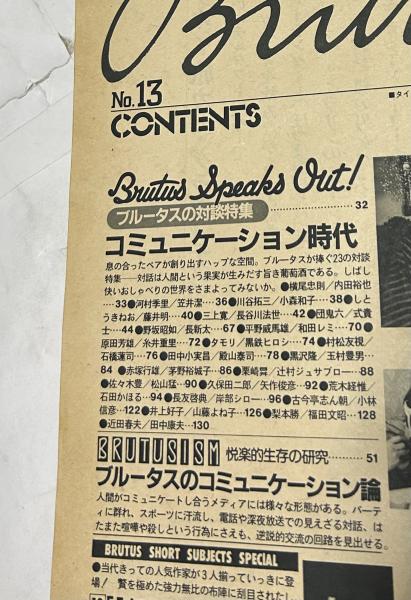 Brutus
No.13
CONTENTS
■タイ
Brutus Speaks Out!
ブルータスの対談特集 ………… 32
コミュニケーション時代
息の合ったペアが創り出すハップな空間。ブルータスが捧ぐ23の対談
特集──対話は人間という果実が生みだす旨き葡萄酒である。しばし
快いおしゃべりの世界をさまよってみないか。●横尾忠則／内田裕也
…33●河村季里／笠井潔…36●川谷拓三／小森和子…38●しと
うきねお／藤井明…40●三上寛／長谷川法世…42●団鬼六／式貴
士…44●野坂昭如／長新太…67●平野威馬雄／和田レミ…70●
原田芳雄／糸井重里…72●タモリ／黒鉄ヒロシ…74●村松友視／
石橋蓮司…76●田中小実昌／殿山泰司…78●黒沢隆／玉村豊男…
84●赤塚行雄／茅野裕城子…86●栗崎曻／辻村ジュサブロー…88
●佐々木豊／松山猛…90●久保田二郎／矢作俊彦…92●荒木経惟／
石田かほる…94●長友啓典／岸部シロー…96●古今亭志ん朝／小林
信彦…122●井上好子／山藤よね子…126●梨本勝／福田文昭…128
●近田春夫／田中康夫…130
BRUTUSISM 悦楽的生存の研究………51
ブルータスのコミュニケーション論
人間がコミュニケートし合うメディアには様々な形態がある。パーテ
ィに群れ、スポーツに汗流し、電話や深夜放送での見えざる対話、は
たまた喧嘩や殺しという行為にさえも、逆説的交流の回路を見出せる。
BRUTUS SHORT SUBJECTS SPECIAL
●当代きっての人気作家が3人揃っていっきに登
場！ 贅を極めた強力無比の布陣に刮目されたし